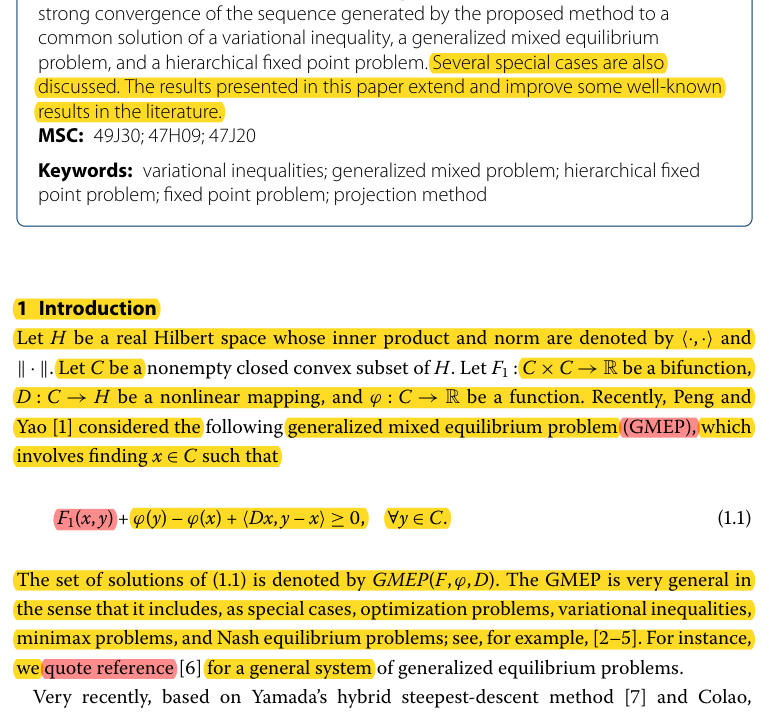 strong convergence of the sequence generated by the proposed method to a
common solution of a variational inequality, a generalized mixed equilibrium
problem, and a hierarchical fixed point problem. Several special cases are also
discussed. The results presented in this paper extend and improve some well-known
results in the literature.
MSC: 49J30; 47H09; 47J20
Keywords: variational inequalities; generalized mixed problem; hierarchical fixed
point problem; fixed point problem; projection method
1 Introduction
Let H be a real Hilbert space whose inner product and norm are denoted by ⟨·,·⟩ and
‖·‖. Let C be a nonempty closed convex subset of H. Let F₁ : C × C → ℝ be a bifunction,
D : C → H be a nonlinear mapping, and φ : C → ℝ be a function. Recently, Peng and
Yao [1] considered the following generalized mixed equilibrium problem (GMEP), which
involves finding x ∈ C such that
F₁(x, y) + φ(y) – φ(x) + ⟨Dx, y – x⟩ ≥ 0, ∀y ∈ C. (1.1)
The set of solutions of (1.1) is denoted by GMEP(F, φ, D). The GMEP is very general in
the sense that it includes, as special cases, optimization problems, variational inequalities,
minimax problems, and Nash equilibrium problems; see, for example, [2–5]. For instance,
we quote reference [6] for a general system of generalized equilibrium problems.
Very recently, based on Yamada's hybrid steepest-descent method [7] and Colao,